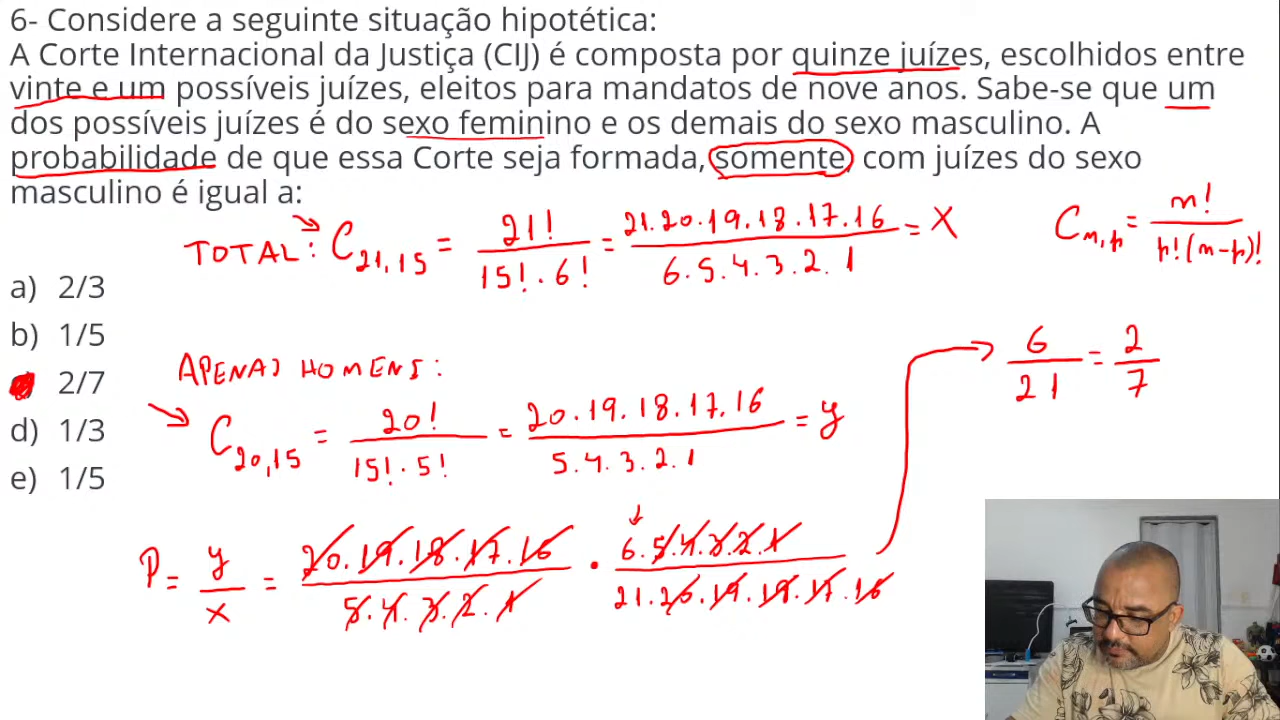 6- Considere a seguinte situação hipotética:
A Corte Internacional da Justiça (CIJ) é composta por quinze juízes, escolhidos entre
vinte e um possíveis juízes, eleitos para mandatos de nove anos. Sabe-se que um
dos possíveis juízes é do sexo feminino e os demais do sexo masculino. A
probabilidade de que essa Corte seja formada, somente, com juízes do sexo
masculino é igual a:
TOTAL: C21,15 = 21! / 15! . 6! = 21.20.19.18.17.16 / 6.5.4.3.2.1 = X
Cm,p = m! / p!(m-p)!
a) 2/3
b) 1/5
2/7
d) 1/3
e) 1/5
APENAS HOMENS:
C20,15 = 20! / 15! . 5! = 20.19.18.17.16 / 5.4.3.2.1 = y
P = y / x = 20.19.18.17.16 / 5.4.3.2.1 . 6.5.4.3.2.1 / 21.20.19.18.17.16
6 / 21 = 2 / 7